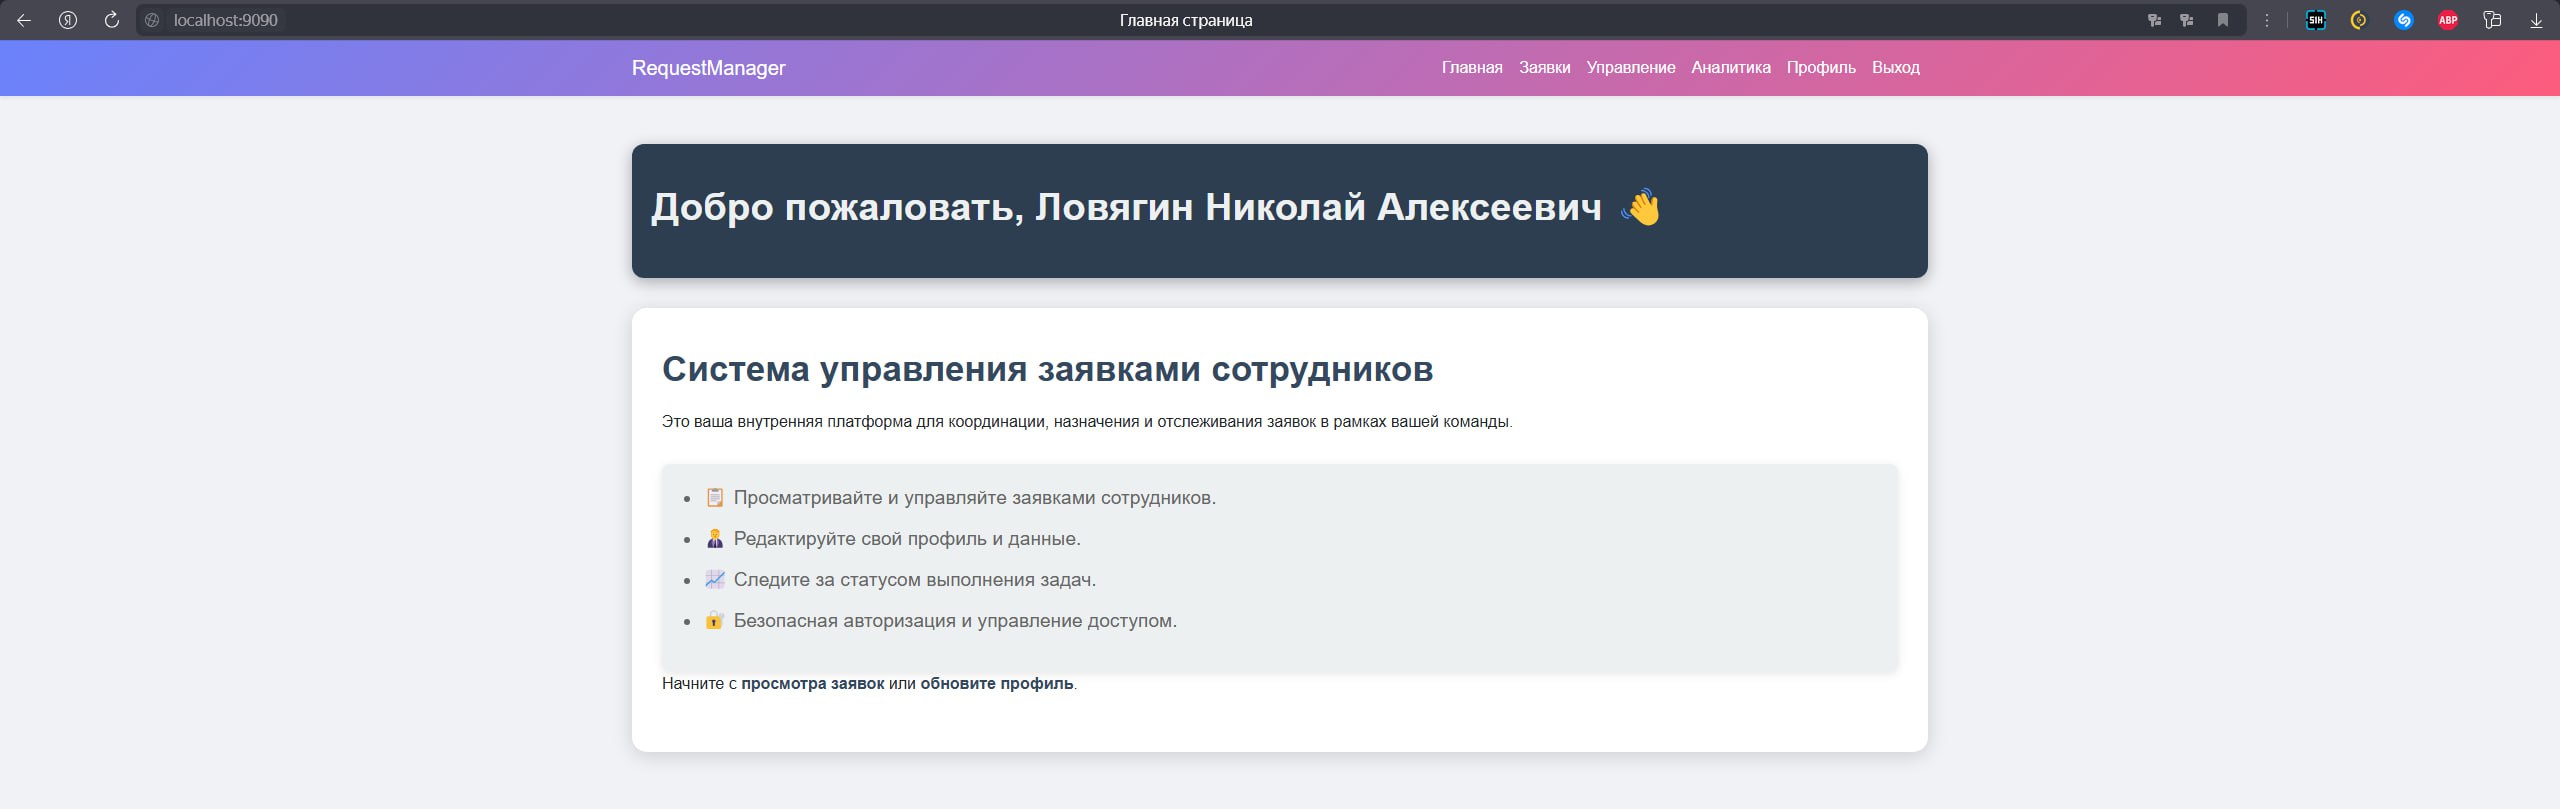 localhost:9090
Главная страница
SIH
ABP
RequestManager
Главная Заявки Управление Аналитика Профиль Выход
Добро пожаловать, Ловягин Николай Алексеевич 👋
Система управления заявками сотрудников
Это ваша внутренняя платформа для координации, назначения и отслеживания заявок в рамках вашей команды.
Просматривайте и управляйте заявками сотрудников.
Редактируйте свой профиль и данные.
Следите за статусом выполнения задач.
Безопасная авторизация и управление доступом.
Начните с просмотра заявок или обновите профиль.